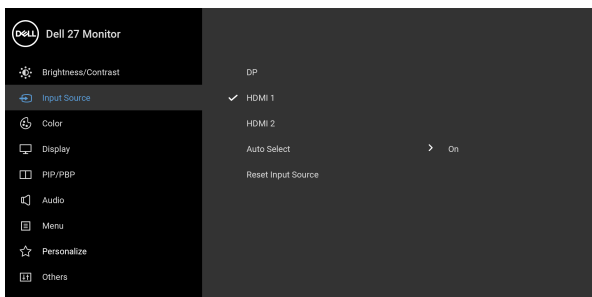 DELL Dell 27 Monitor
Brightness/Contrast
Input Source
Color
Display
PIP/PBP
Audio
Menu
Personalize
Others
DP
HDMI 1
HDMI 2
Auto Select On
Reset Input Source